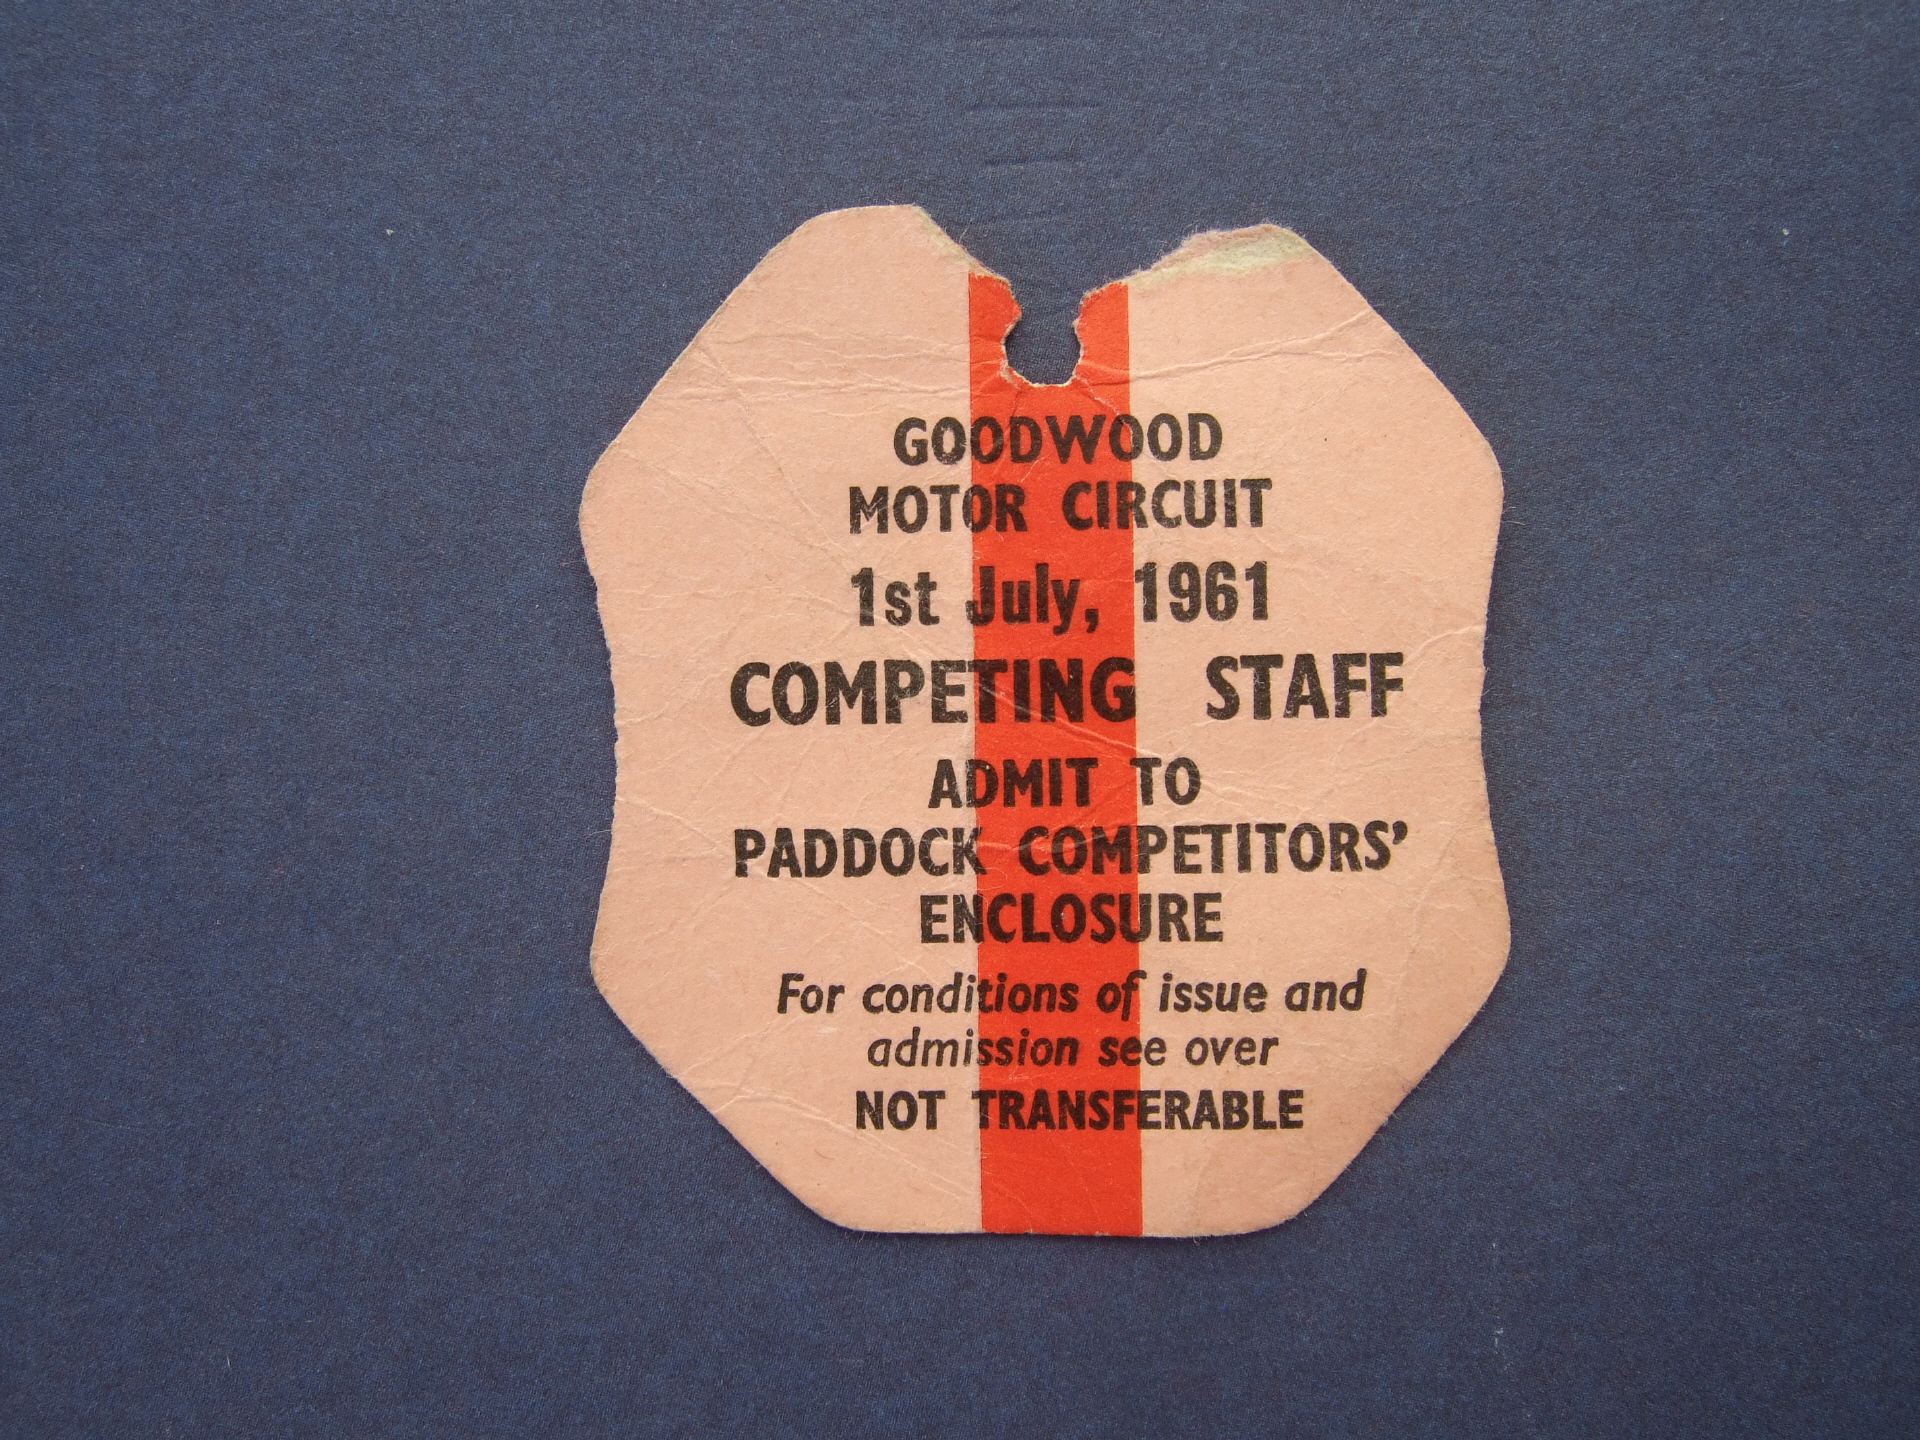 GOODWOOD
MOTOR CIRCUIT
1st July, 1961
COMPETING STAFF
ADMIT TO
PADDOCK COMPETITORS’
ENCLOSURE
For conditions of issue and
admission see over
NOT TRANSFERABLE